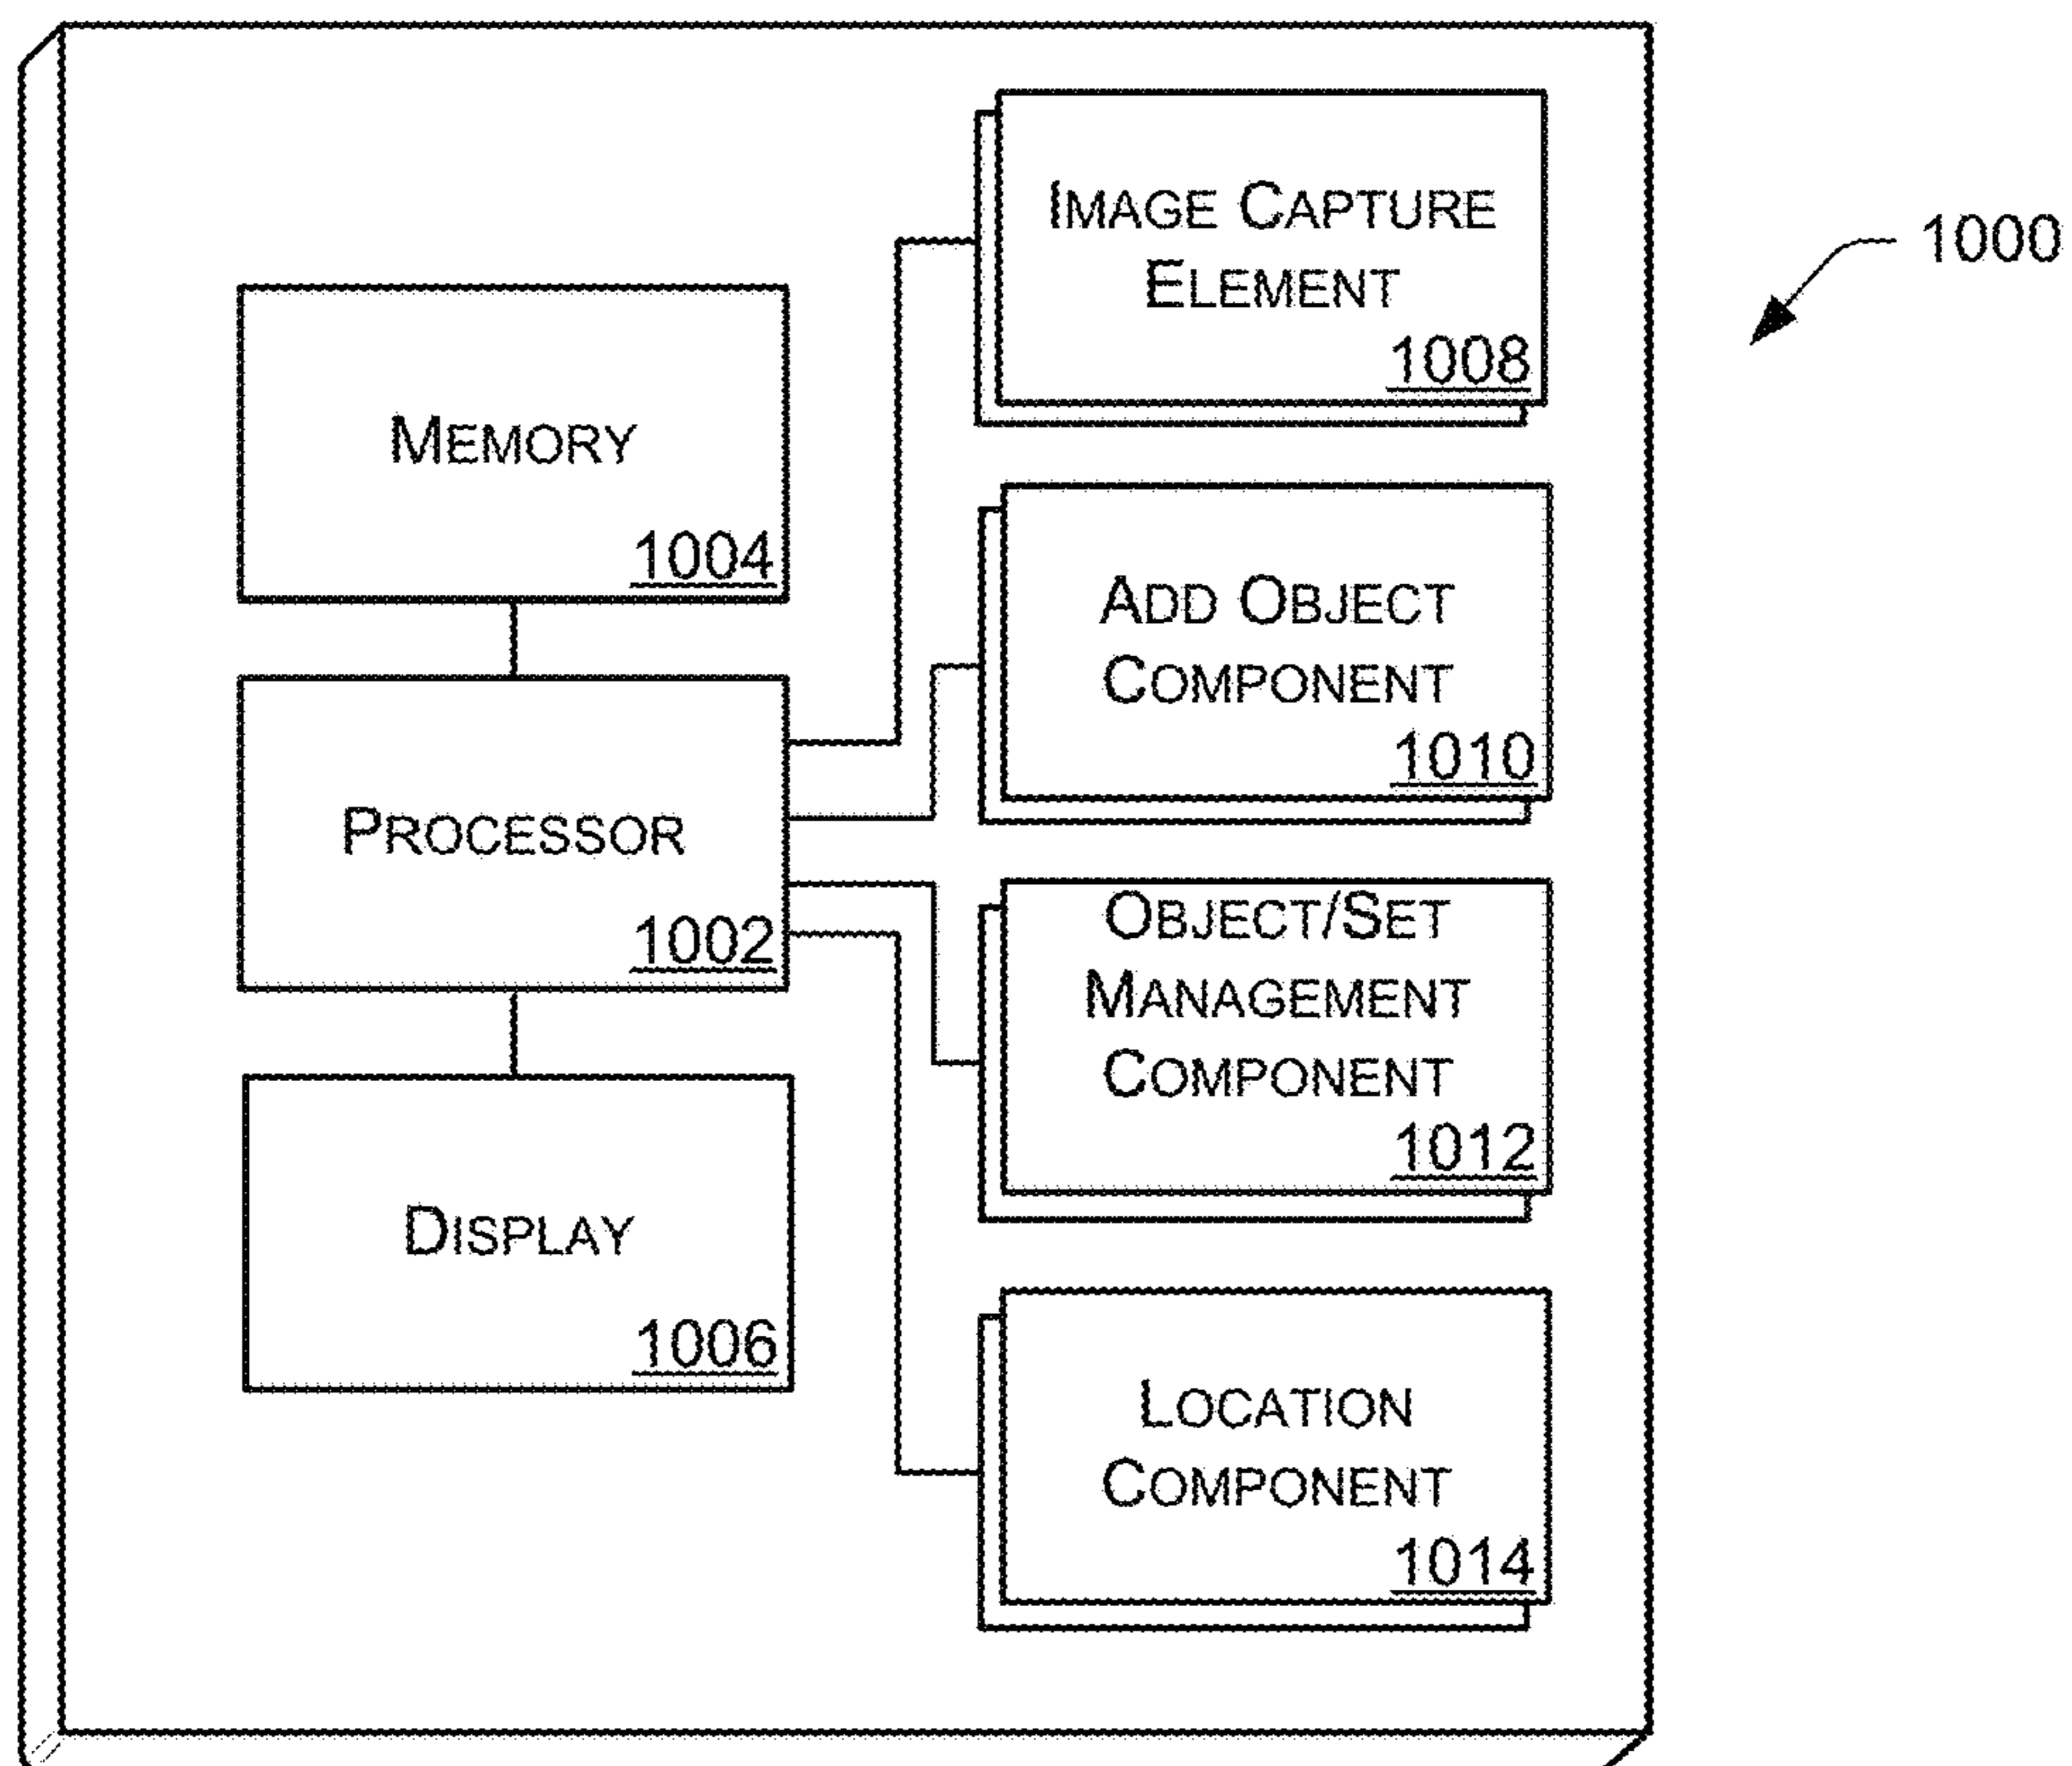 MEMORY
1004
PROCESSOR
1002
DISPLAY
1006
IMAGE CAPTURE
ELEMENT
1008
ADD OBJECT
COMPONENT
1010
OBJECT/SET
MANAGEMENT
COMPONENT
1012
LOCATION
COMPONENT
1014
1000